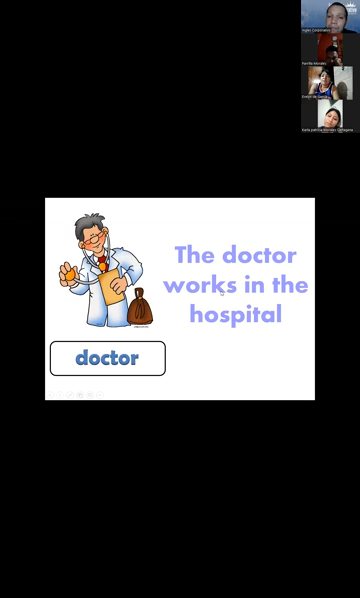 The doctor
works in the
hospital
doctor